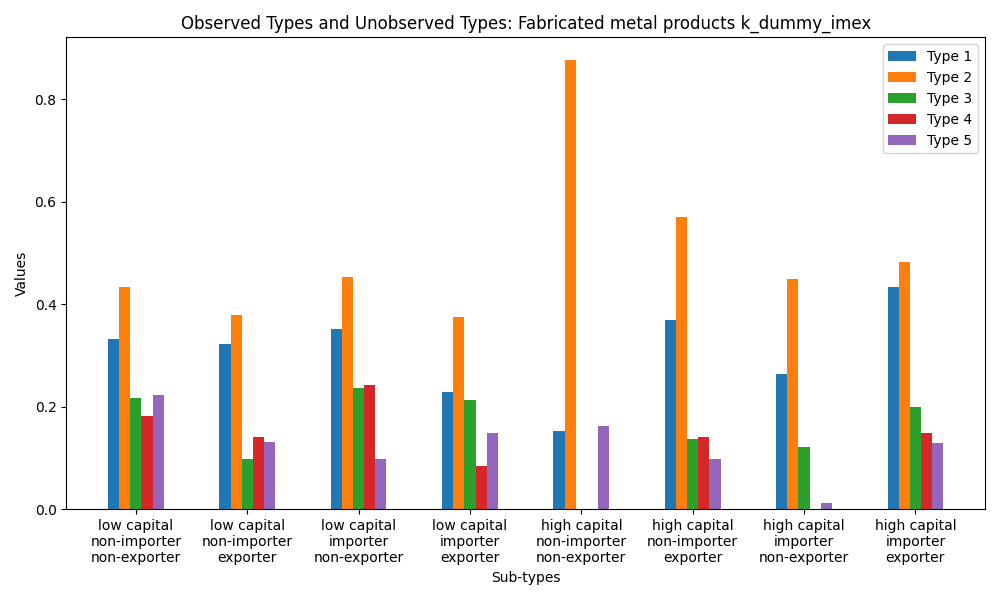 Observed Types and Unobserved Types: Fabricated metal products k_dummy_imex
Type 1
Type 2
Type 3
Type 4
Type 5
Values
0.8
0.6
0.4
0.2
0.0
low capital
non-importer
non-exporter
low capital
non-importer
exporter
low capital
importer
non-exporter
low capital
importer
exporter
high capital
non-importer
non-exporter
high capital
non-importer
exporter
high capital
importer
non-exporter
high capital
importer
exporter
Sub-types